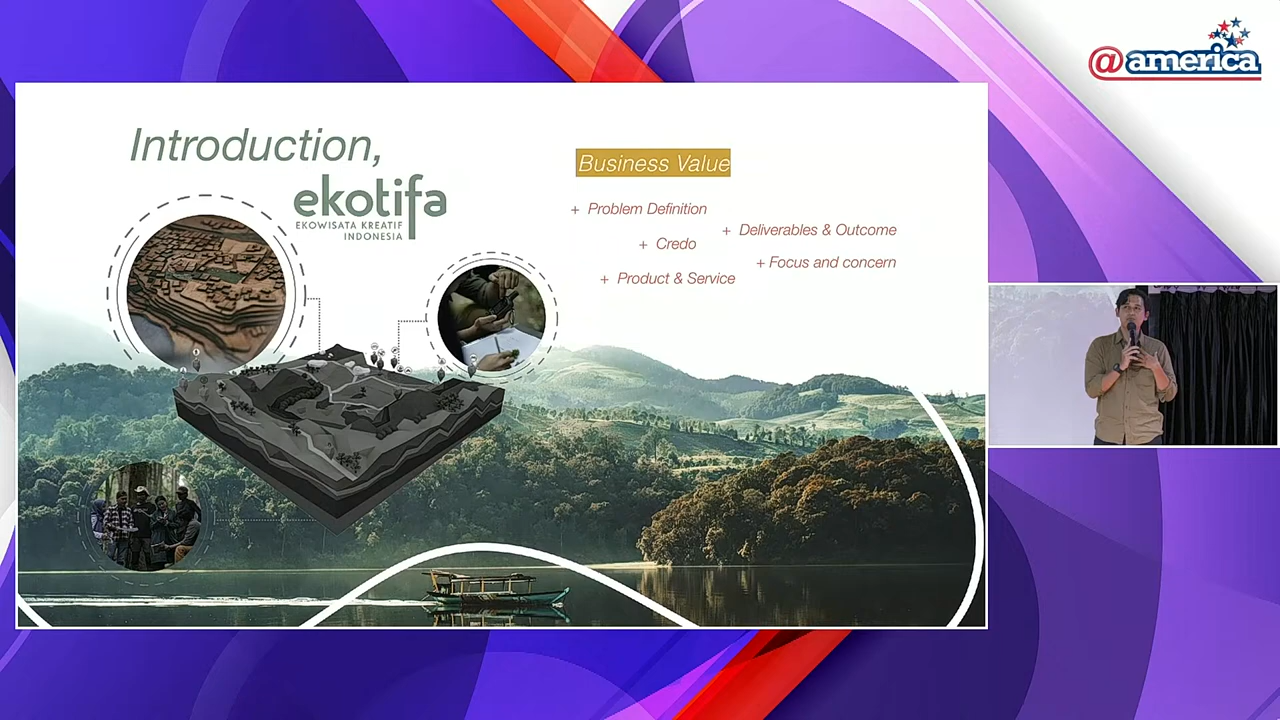 @america
Introduction,
ekotifa
EKOWISATA KREATIF
INDONESIA
Business Value
+ Problem Definition
+ Deliverables & Outcome
+ Credo
+ Focus and concern
+ Product & Service